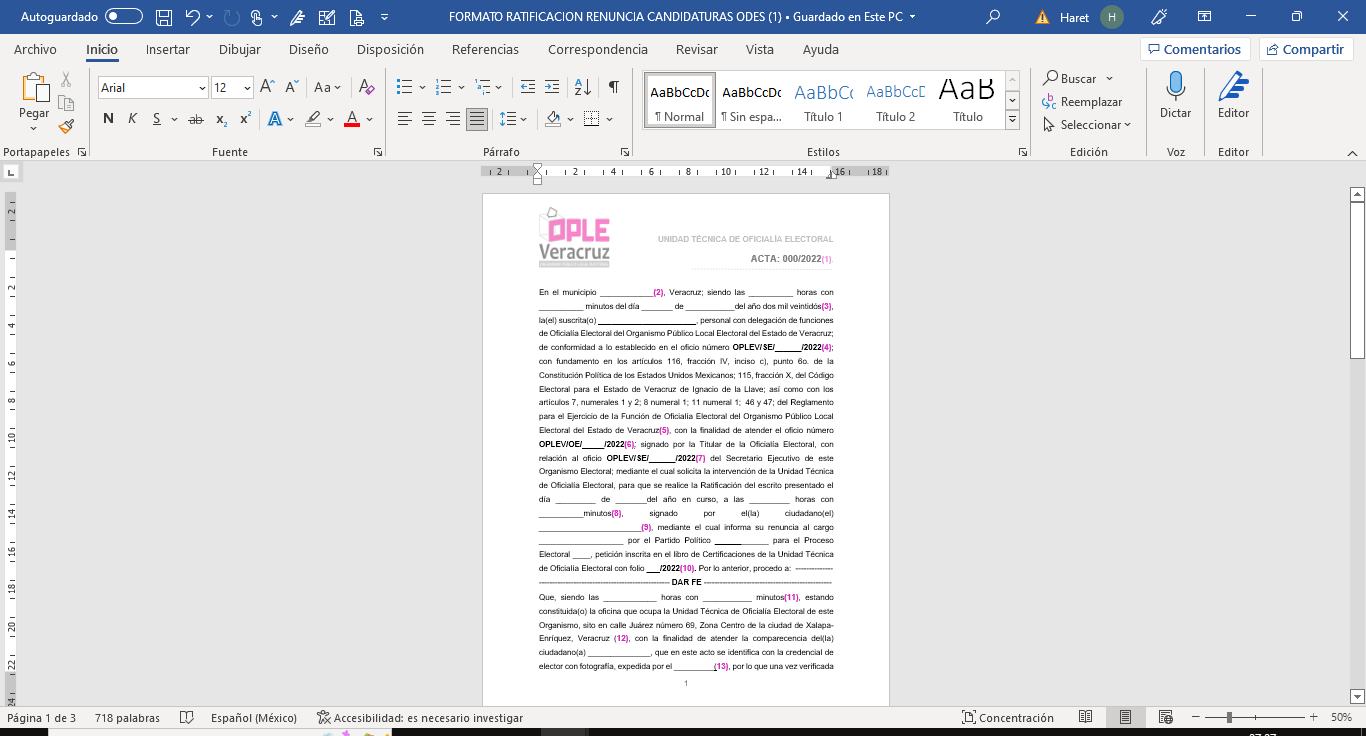 Autoguardado
FORMATO RATIFICACION RENUNCIA CANDIDATURAS ODES (1) • Guardado en Este PC
Haret
H
Archivo Inicio Insertar Dibujar Diseño Disposición Referencias Correspondencia Revisar Vista Ayuda
Comentarios Compartir
Pegar
Arial 12
Aa
N K S ab x₂ x² A A
AaBbCcDc AaBbCcDc AaBbCc AaBbCcD AaB
¶ Normal ¶ Sin espa... Título 1 Título 2 Título
Buscar
Reemplazar
Seleccionar
Dictar
Editor
Portapapeles Fuente Párrafo Estilos Edición Voz Editor
2 2 4 6 8 10 12 14 16 18
OPLE
Veracruz
UNIDAD TÉCNICA DE OFICIALÍA ELECTORAL
ACTA: 000/2022(1).
En el municipio ____________(2), Veracruz; siendo las __________ horas con
__________ minutos del día _______ de ___________del año dos mil veintidós(3),
la(el) suscrita(o) ______________________, personal con delegación de funciones
de Oficialía Electoral del Organismo Público Local Electoral del Estado de Veracruz;
de conformidad a lo establecido en el oficio número OPLEV/SE/______/2022(4);
con fundamento en los artículos 116, fracción IV, inciso c), punto 6o. de la
Constitución Política de los Estados Unidos Mexicanos; 115, fracción X, del Código
Electoral para el Estado de Veracruz de Ignacio de la Llave; así como con los
artículos 7, numerales 1 y 2; 8 numeral 1; 11 numeral 1; 46 y 47; del Reglamento
para el Ejercicio de la Función de Oficialía Electoral del Organismo Público Local
Electoral del Estado de Veracruz(5), con la finalidad de atender el oficio número
OPLEV/OE/_____/2022(6); signado por la Titular de la Oficialía Electoral, con
relación al oficio OPLEV/SE/______/2022(7) del Secretario Ejecutivo de este
Organismo Electoral; mediante el cual solicita la intervención de la Unidad Técnica
de Oficialía Electoral, para que se realice la Ratificación del escrito presentado el
día _________ de _______del año en curso, a las _________ horas con
__________minutos(8), signado por el(la) ciudadano(el)
_______________________(9), mediante el cual informa su renuncia al cargo
___________________ por el Partido Político ____________ para el Proceso
Electoral ____, petición inscrita en el libro de Certificaciones de la Unidad Técnica
de Oficialía Electoral con folio ___/2022(10). Por lo anterior, procedo a: --------------
------------------------------------------------ DAR FE ------------------------------------------------
Que, siendo las ____________ horas con ___________ minutos(11), estando
constituida(o) la oficina que ocupa la Unidad Técnica de Oficialía Electoral de este
Organismo, sito en calle Juárez número 69, Zona Centro de la ciudad de Xalapa-
Enríquez, Veracruz (12), con la finalidad de atender la comparecencia del(la)
ciudadano(a) ______________, que en este acto se identifica con la credencial de
elector con fotografía, expedida por el _________(13), por lo que una vez verificada
1
Página 1 de 3 718 palabras Español (México) Accesibilidad: es necesario investigar Concentración 50%